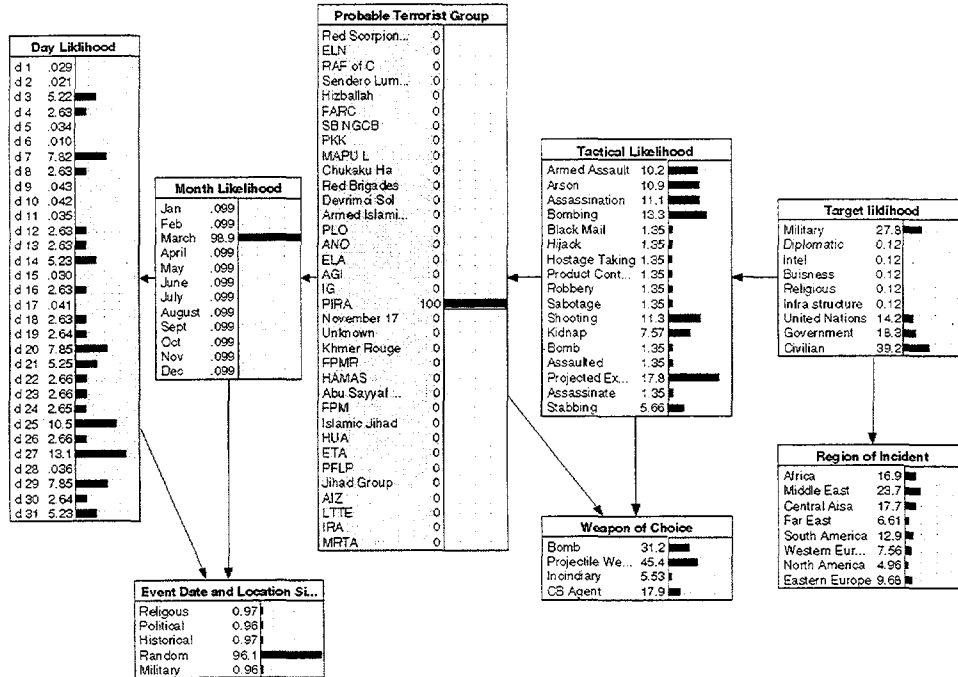 Probable Terrorist Group
Red Scorpion... 0
ELN 0
RAF of C 0
Sendero Lum... 0
Hizballah 0
FARC 0
SB NGCB 0
PKK 0
MAPU L 0
Chukaku Ha 0
Red Brigades 0
Devrimci Sol 0
Armed Islami... 0
PLO 0
ANO 0
ELA 0
AGI 0
IG 0
PIRA 100
November 17 0
Unknown 0
Khmer Rouge 0
FPMR 0
HAMAS 0
Abu Sayyaf ... 0
FPM 0
Islamic Jihad 0
HUA 0
ETA 0
PFLP 0
Jihad Group 0
AIZ 0
LTTE 0
IRA 0
MRTA 0
Day Liklihood
d 1 .029
d 2 .021
d 3 5.22
d 4 2.63
d 5 .034
d 6 .010
d 7 7.82
d 8 2.63
d 9 .043
d 10 .042
d 11 .035
d 12 2.63
d 13 2.63
d 14 5.23
d 15 .030
d 16 2.63
d 17 .041
d 18 2.63
d 19 2.64
d 20 7.85
d 21 5.25
d 22 2.66
d 23 2.66
d 24 2.65
d 25 10.5
d 26 2.66
d 27 13.1
d 28 .036
d 29 7.85
d 30 2.64
d 31 5.23
Month Likelihood
Jan .099
Feb .099
March 98.9
April .099
May .099
June .099
July .099
August .099
Sept .099
Oct .099
Nov .099
Dec .099
Tactical Likelihood
Armed Assault 10.2
Arson 10.9
Assassination 11.1
Bombing 13.3
Black Mail 1.35
Hijack 1.35
Hostage Taking 1.35
Product Cont... 1.35
Robbery 1.35
Sabotage 1.35
Shooting 11.3
Kidnap 7.57
Bomb 1.35
Assaulted 1.35
Projected Ex... 17.8
Assassinate 1.35
Stabbing 5.66
Target liklihood
Military 27.8
Diplomatic 0.12
Intel 0.12
Buisness 0.12
Religious 0.12
Infra structure 0.12
United Nations 14.2
Government 18.3
Civilian 39.2
Region of Incident
Africa 16.9
Middle East 23.7
Central Aisa 17.7
Far East 6.61
South America 12.9
Western Eur... 7.56
North America 4.96
Eastern Europe 9.68
Weapon of Choice
Bomb 31.2
Projectile We... 45.4
Incindiary 5.53
CB Agent 17.9
Event Date and Location Si...
Religous 0.97
Political 0.96
Historical 0.97
Random 96.1
Military 0.96